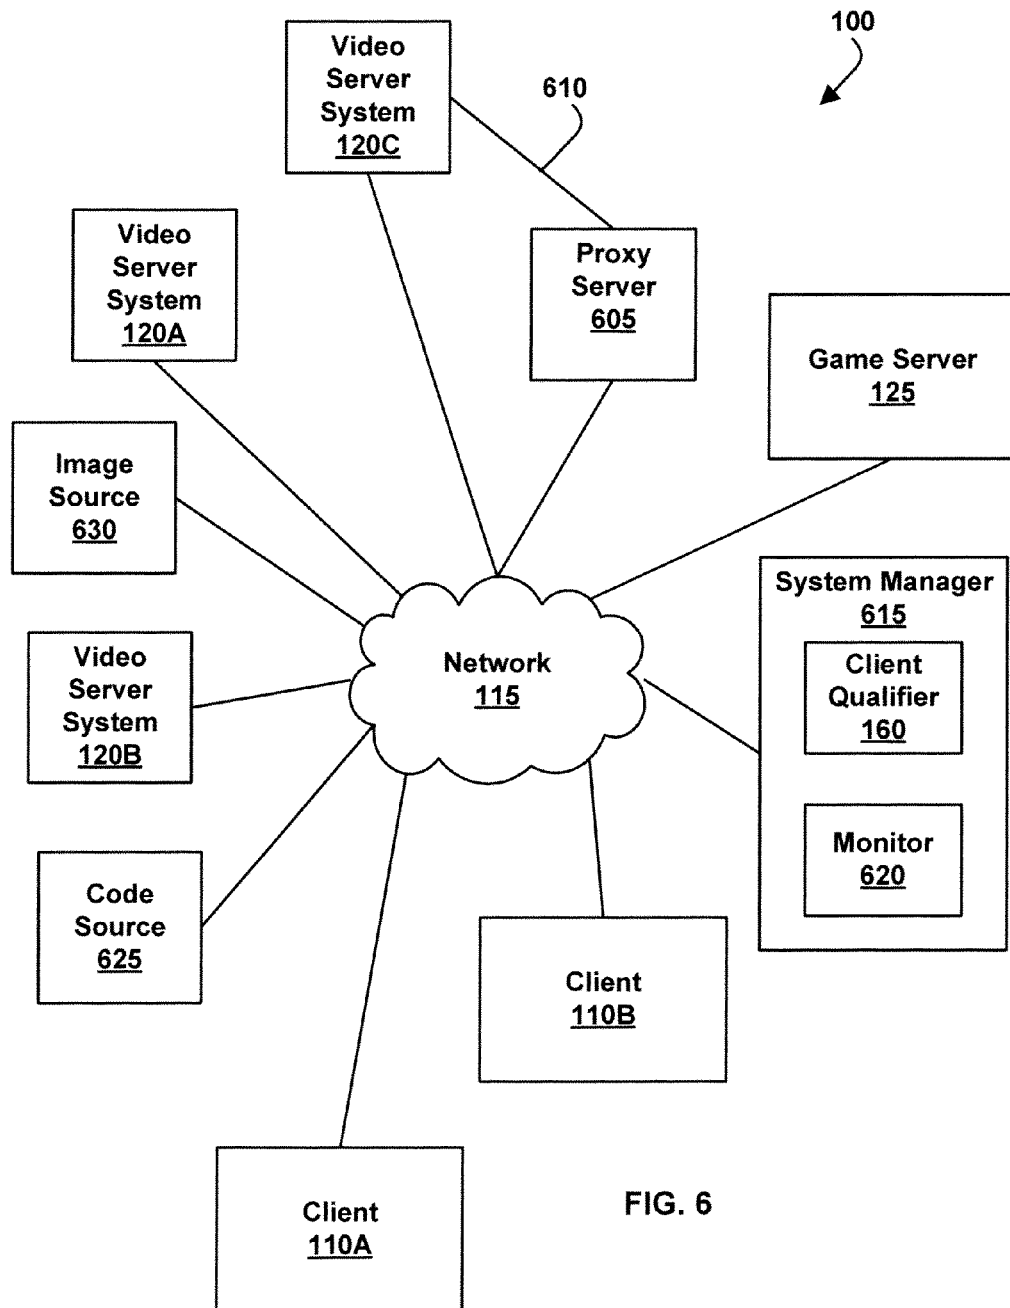 100
Video
Server
System
120C
610
Video
Server
System
120A
Proxy
Server
605
Game Server
125
Image
Source
630
System Manager
615
Client
Qualifier
160
Monitor
620
Network
115
Video
Server
System
120B
Code
Source
625
Client
110B
Client
110A
FIG. 6